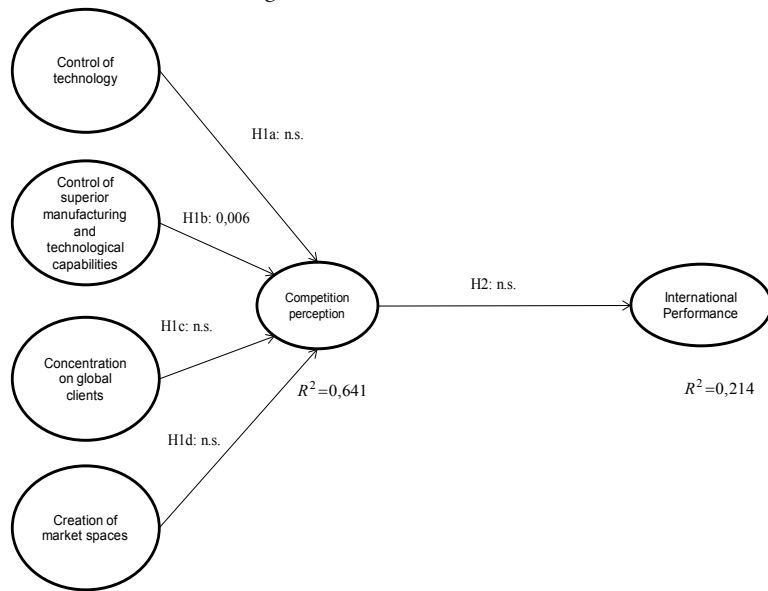 Control of
technology
H1a: n.s.
Control of
superior
manufacturing
and
technological
capabilities
H1b: 0,006
Competition
perception
H2: n.s.
International
Performance
H1c: n.s.
Concentration
on global
clients
R²=0,641
R²=0,214
H1d: n.s.
Creation of
market spaces